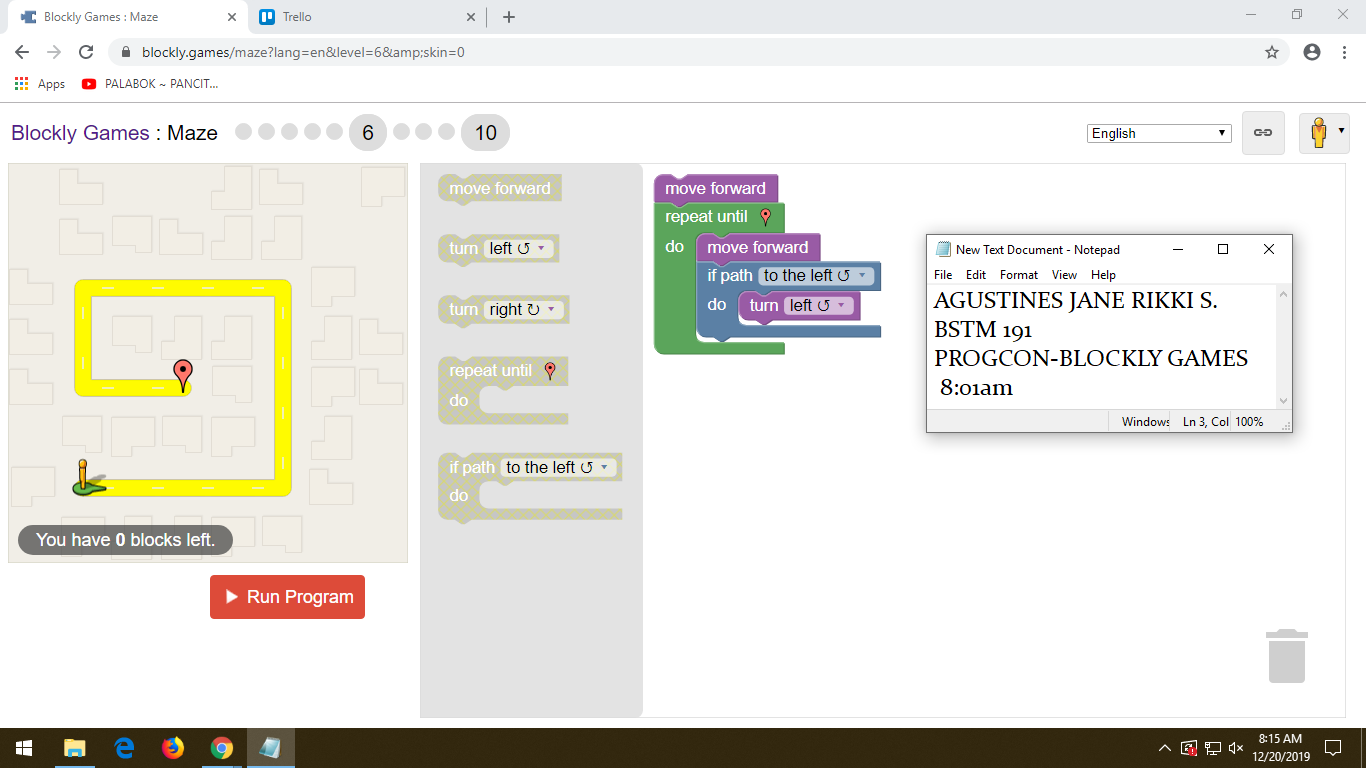 Blockly Games : Maze
Trello
blockly.games/maze?lang=en&level=6&amp;skin=0
Apps
PALABOK ~ PANCIT...
Blockly Games : Maze
6
10
English
You have 0 blocks left.
Run Program
move forward
turn left ↺
turn right ↻
repeat until
do
if path to the left ↺
do
move forward
repeat until
do
move forward
if path to the left ↺
do
turn left ↺
New Text Document - Notepad
File Edit Format View Help
AGUSTINES JANE RIKKI S.
BSTM 191
PROGCON-BLOCKLY GAMES
8:01am
Windows
Ln 3, Col
100%
8:15 AM
12/20/2019